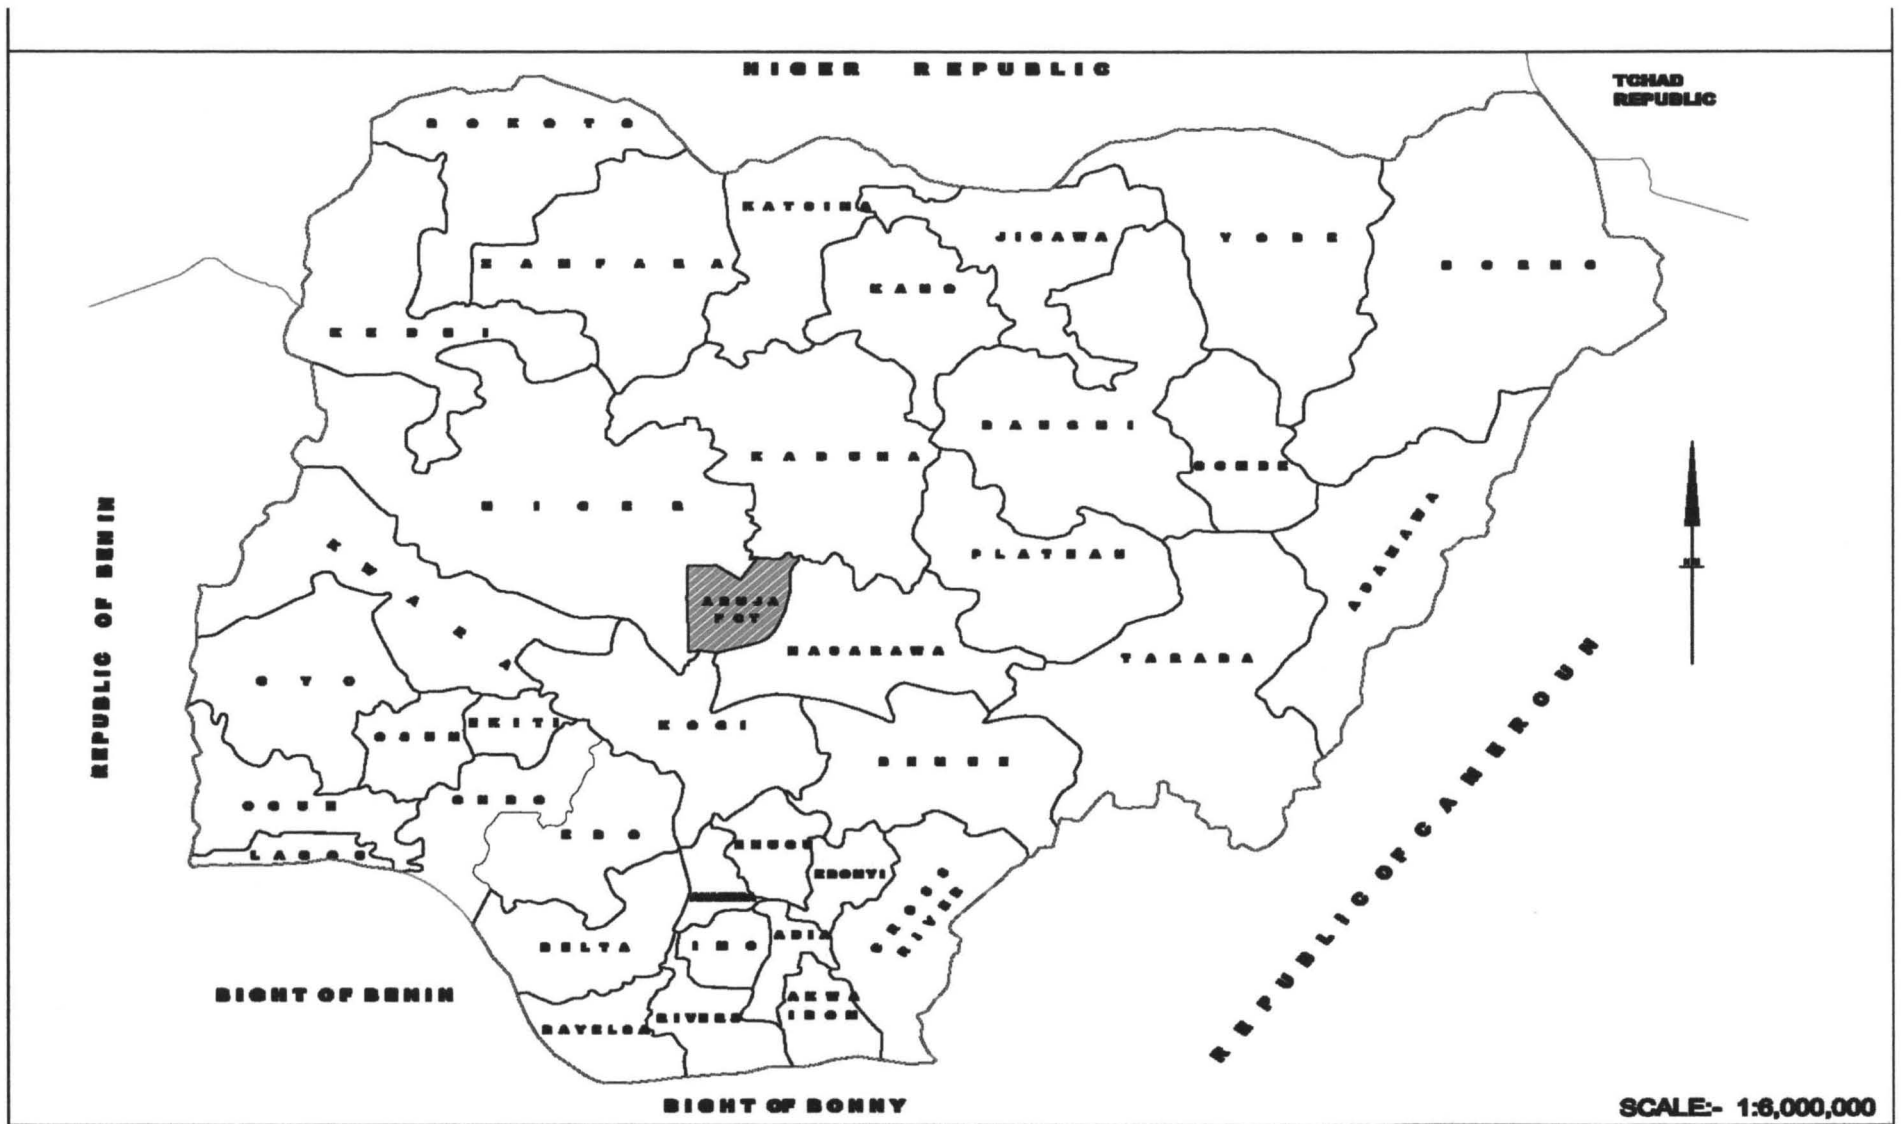 NIGER REPUBLIC
TCHAD
REPUBLIC
SOKOTO
KATSINA
JIGAWA
YOBE
BORNO
ZAMFARA
KANO
KEBBI
BAUCHI
GOMBE
KADUNA
NIGER
ADAMAWA
PLATEAU
REPUBLIC OF BENIN
KWARA
ABUJA
FCT
NASARAWA
TARABA
OYO
OSUN
EKITI
KOGI
BENUE
OGUN
ONDO
EDO
LAGOS
ENUGU
EBONYI
CROSS
RIVER
DELTA
IMO
ABIA
AKWA
IBOM
BAYELSA
RIVERS
REPUBLIC OF CAMEROUN
BIGHT OF BENIN
BIGHT OF BONNY
SCALE:- 1:6,000,000